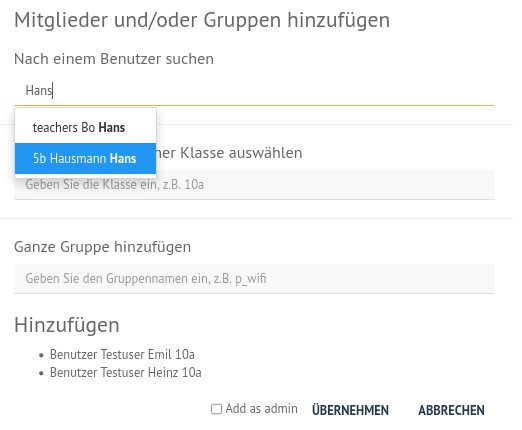 Mitglieder und/oder Gruppen hinzufügen
Nach einem Benutzer suchen
Hans
teachers Bo Hans
5b Hausmann Hans
ner Klasse auswählen
Geben Sie die Klasse ein, z.B. 10a
Ganze Gruppe hinzufügen
Geben Sie den Gruppennamen ein, z.B. p_wifi
Hinzufügen
• Benutzer Testuser Emil 10a
• Benutzer Testuser Heinz 10a
Add as admin ÜBERNEHMEN ABBRECHEN